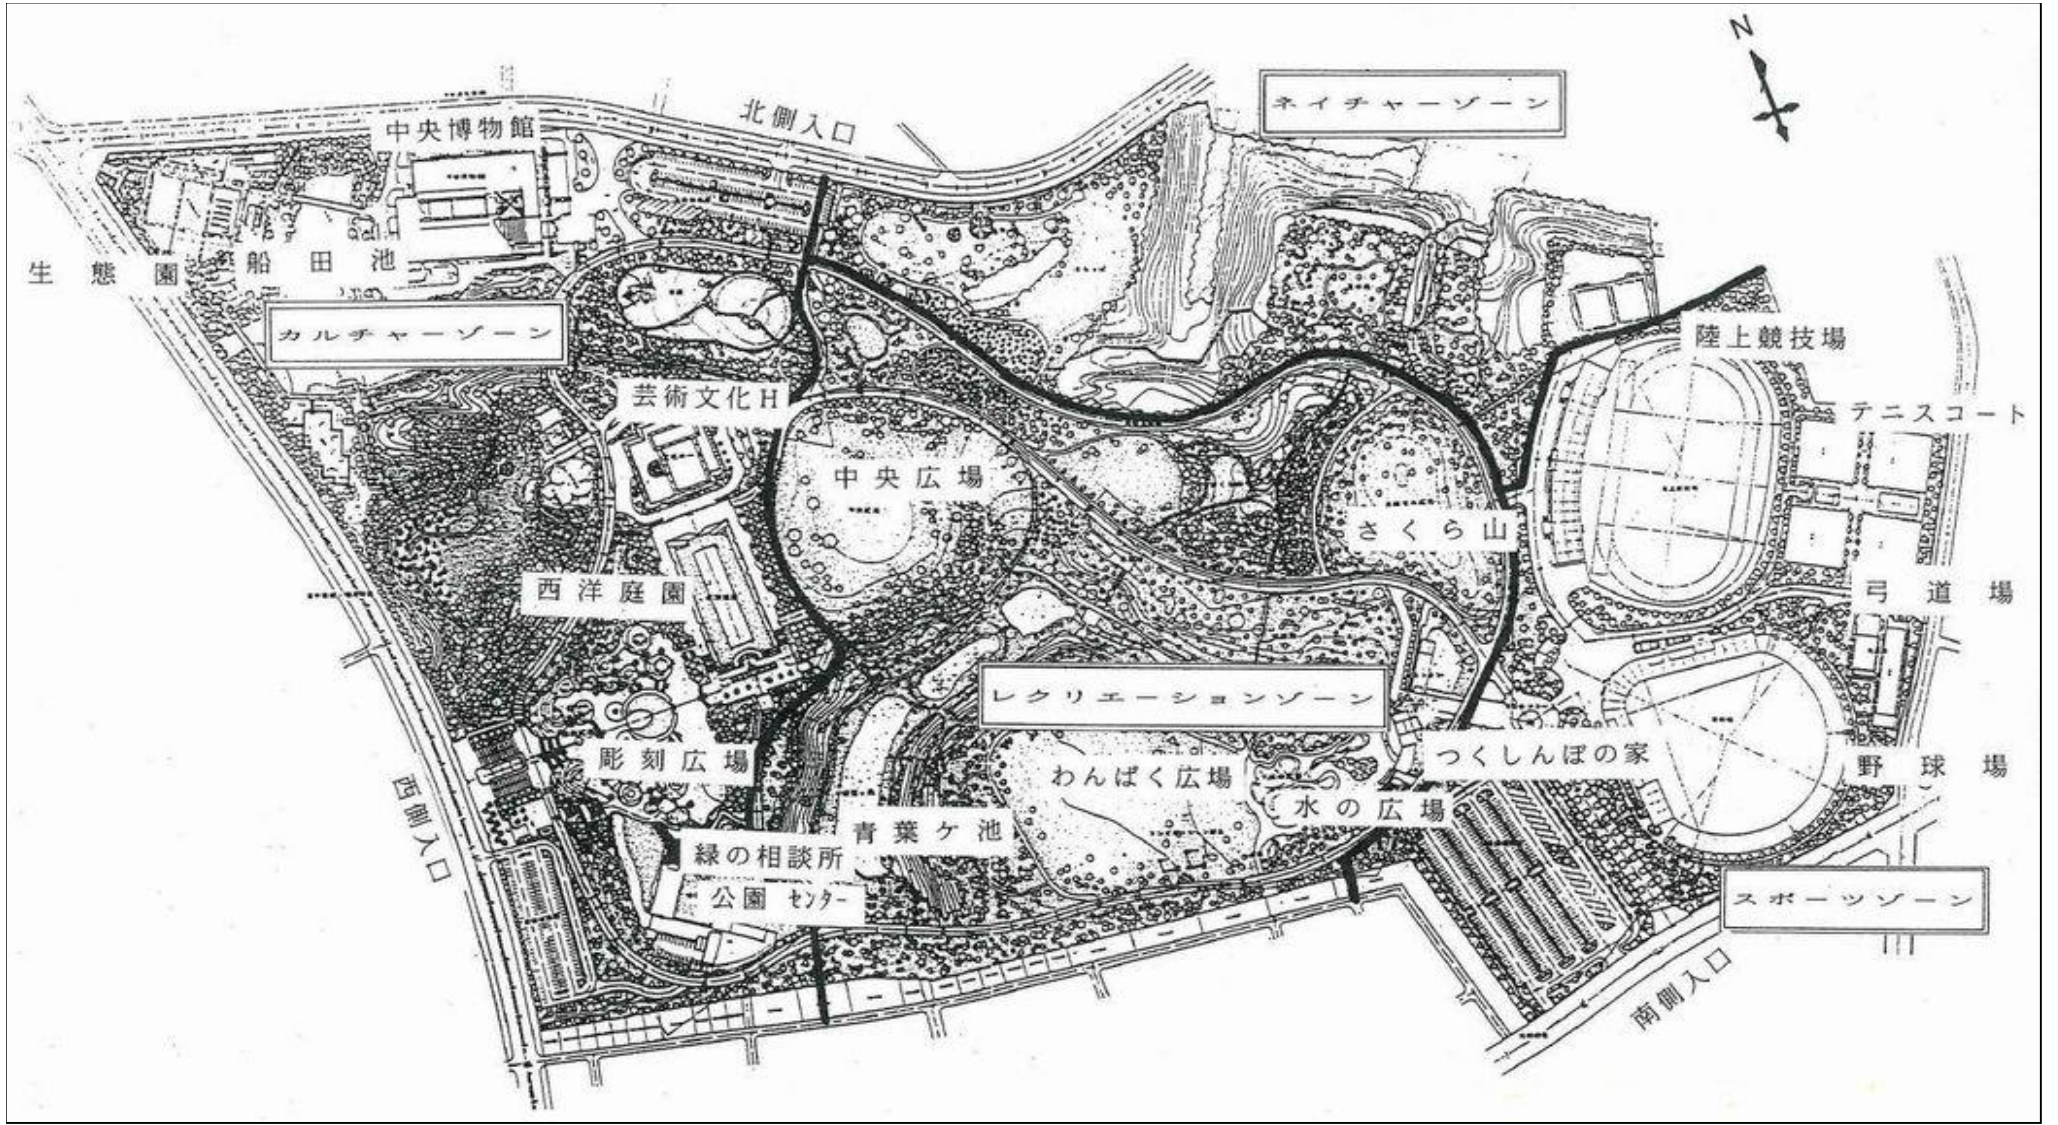 N
ネイチャーゾーン
北側入口
中央博物館
生態園
船田池
カルチャーゾーン
陸上競技場
芸術文化H
テニスコート
中央広場
さくら山
西洋庭園
弓道場
レクリエーションゾーン
彫刻広場
つくしんぼの家
野球場
わんぱく広場
水の広場
西側入口
青葉ケ池
緑の相談所
公園 センター
スポーツゾーン
南側入口